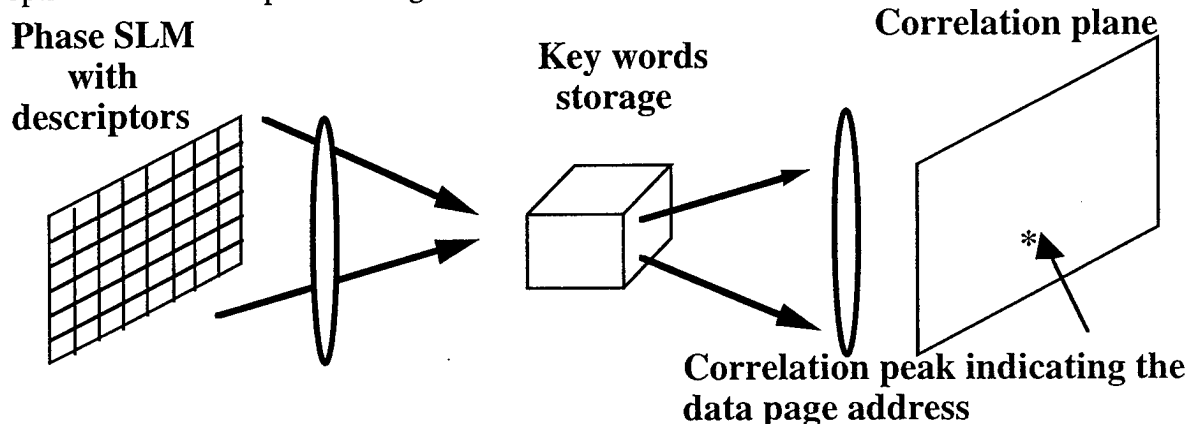 Phase SLM
with
descriptors
Key words
storage
Correlation plane
*
Correlation peak indicating the
data page address